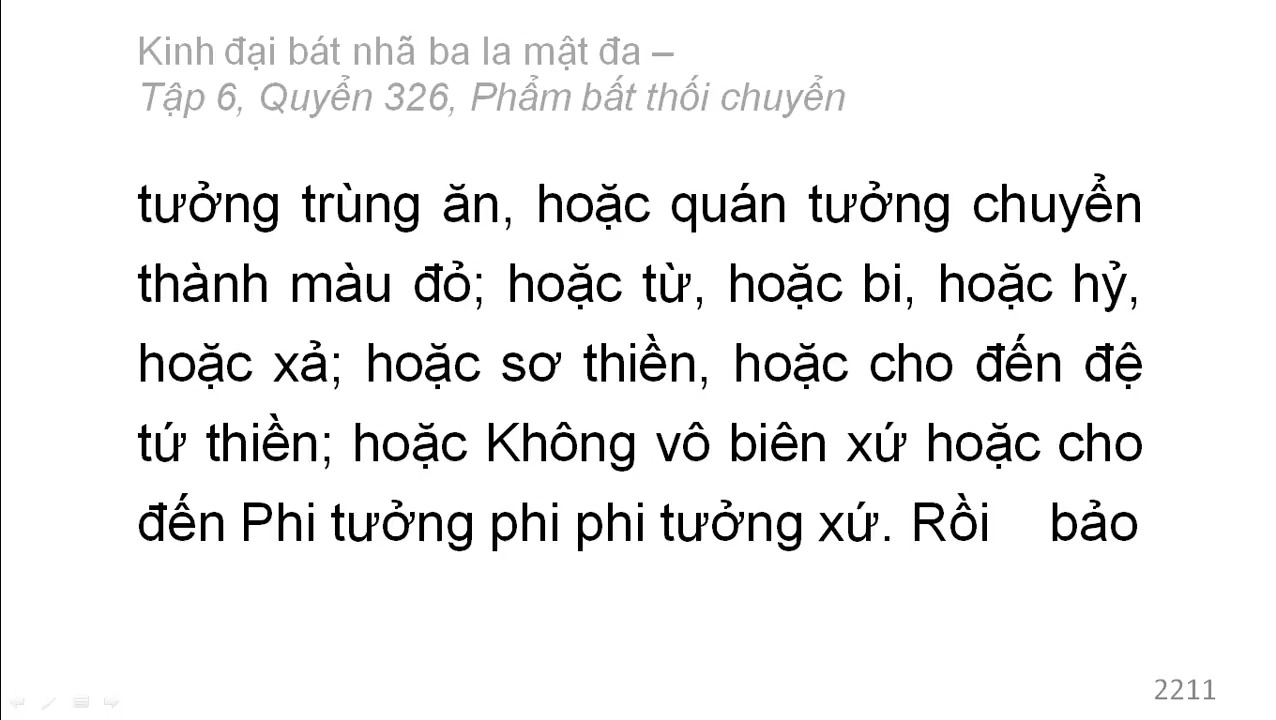 Kinh đại bát nhã ba la mật đa –
Tập 6, Quyển 326, Phẩm bất thối chuyển
tưởng trùng ăn, hoặc quán tưởng chuyển
thành màu đỏ; hoặc từ, hoặc bi, hoặc hỷ,
hoặc xả; hoặc sơ thiền, hoặc cho đến đệ
tứ thiền; hoặc Không vô biên xứ hoặc cho
đến Phi tưởng phi phi tưởng xứ. Rồi bảo
2211